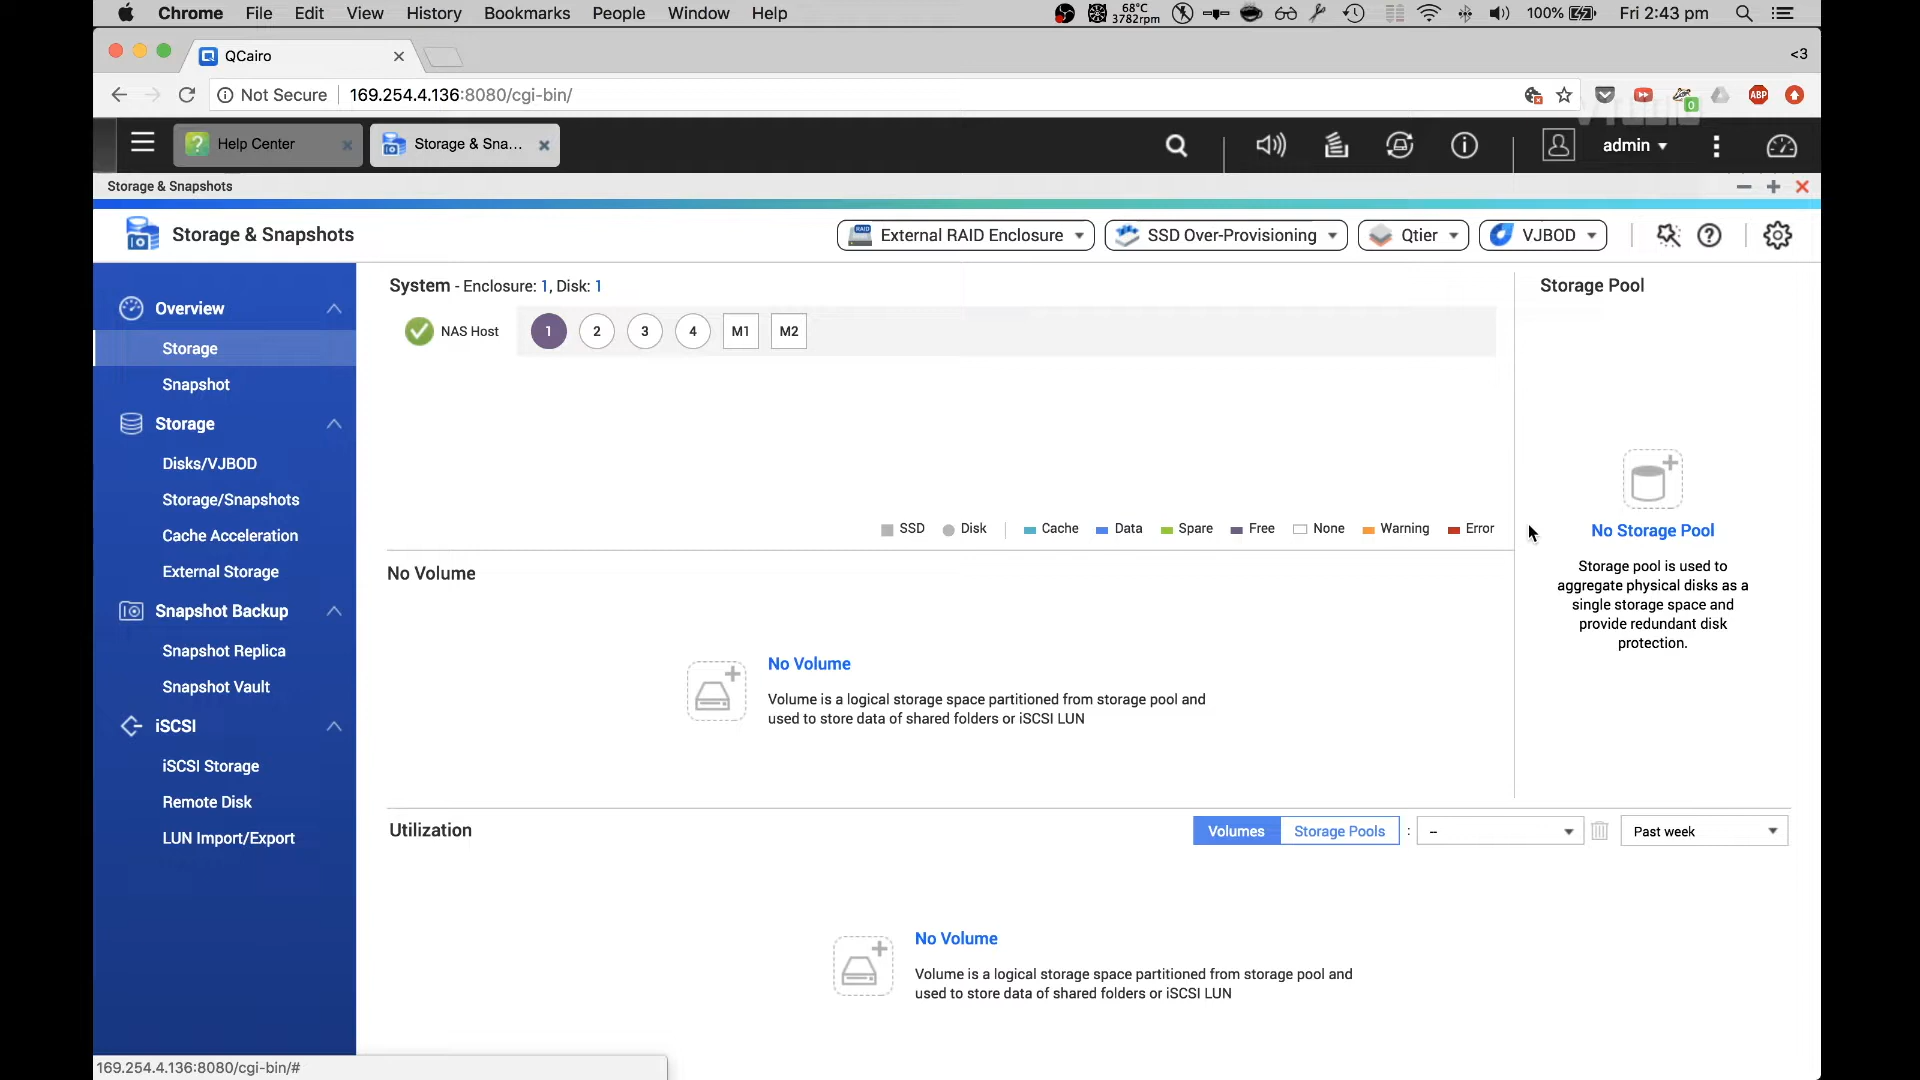 Chrome File Edit View History Bookmarks People Window Help
68°C
3782rpm
100%
Fri 2:43 pm
QCairo
<3
Not Secure
169.254.4.136:8080/cgi-bin/
ABP
0
Help Center
Storage & Sna...
admin
Storage & Snapshots
Storage & Snapshots
RAID
External RAID Enclosure
SSD Over-Provisioning
Qtier
VJBOD
Overview
Storage
Snapshot
Storage
Disks/VJBOD
Storage/Snapshots
Cache Acceleration
External Storage
Snapshot Backup
Snapshot Replica
Snapshot Vault
iSCSI
iSCSI Storage
Remote Disk
LUN Import/Export
System - Enclosure: 1, Disk: 1
NAS Host
1 2 3 4 M1 M2
SSD Disk Cache Data Spare Free None Warning Error
Storage Pool
No Storage Pool
Storage pool is used to
aggregate physical disks as a
single storage space and
provide redundant disk
protection.
No Volume
No Volume
Volume is a logical storage space partitioned from storage pool and
used to store data of shared folders or iSCSI LUN
Utilization
Volumes Storage Pools : -- Past week
No Volume
Volume is a logical storage space partitioned from storage pool and
used to store data of shared folders or iSCSI LUN
169.254.4.136:8080/cgi-bin/#